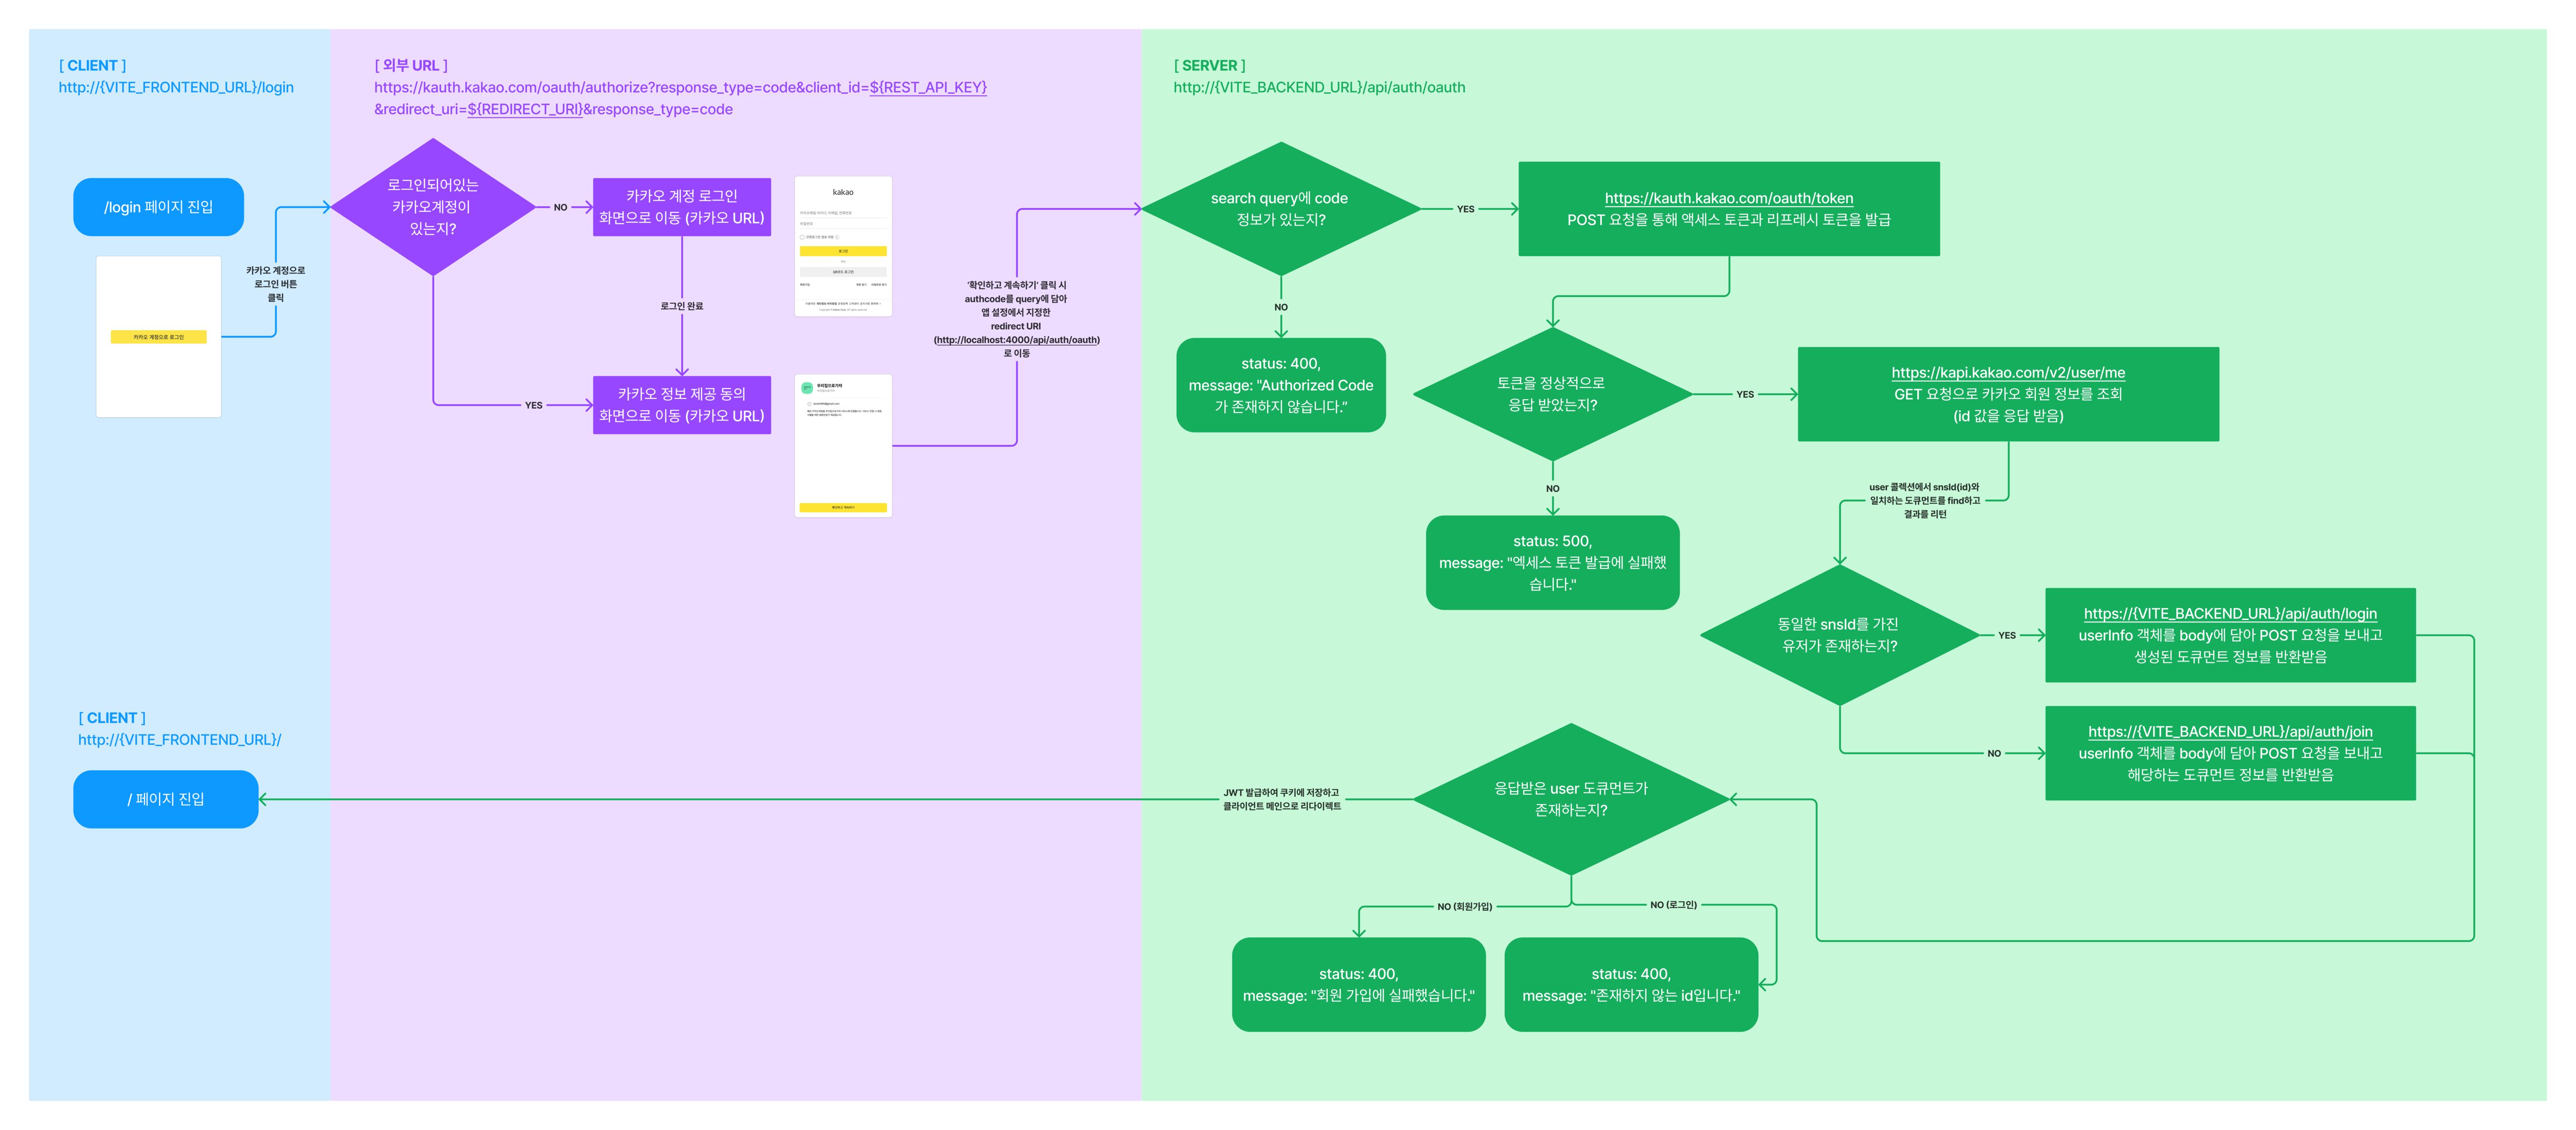 [ CLIENT ]
http://{VITE_FRONTEND_URL}/login
/login 페이지 진입
카카오 계정으로 로그인
카카오 계정으로
로그인 버튼
클릭
[ 외부 URL ]
https://kauth.kakao.com/oauth/authorize?response_type=code&client_id=${REST_API_KEY}
&redirect_uri=${REDIRECT_URI}&response_type=code
로그인되어있는
카카오계정이
있는지?
NO
카카오 계정 로그인
화면으로 이동 (카카오 URL)
로그인 완료
YES
카카오 정보 제공 동의
화면으로 이동 (카카오 URL)
kakao
로그인
QR코드 로그인
우리집으로가자
확인하고 계속하기
'확인하고 계속하기' 클릭 시
authcode를 query에 담아
앱 설정에서 지정한
redirect URI
(http://localhost:4000/api/auth/oauth)
로 이동
[ SERVER ]
http://{VITE_BACKEND_URL}/api/auth/oauth
search query에 code
정보가 있는지?
YES
NO
status: 400,
message: "Authorized Code
가 존재하지 않습니다.”
https://kauth.kakao.com/oauth/token
POST 요청을 통해 액세스 토큰과 리프레시 토큰을 발급
토큰을 정상적으로
응답 받았는지?
YES
NO
status: 500,
message: "엑세스 토큰 발급에 실패했
습니다."
https://kapi.kakao.com/v2/user/me
GET 요청으로 카카오 회원 정보를 조회
(id 값을 응답 받음)
user 콜렉션에서 snsId(id)와
일치하는 도큐먼트를 find하고
결과를 리턴
동일한 snsId를 가진
유저가 존재하는지?
YES
https://{VITE_BACKEND_URL}/api/auth/login
userInfo 객체를 body에 담아 POST 요청을 보내고
생성된 도큐먼트 정보를 반환받음
NO
https://{VITE_BACKEND_URL}/api/auth/join
userInfo 객체를 body에 담아 POST 요청을 보내고
해당하는 도큐먼트 정보를 반환받음
응답받은 user 도큐먼트가
존재하는지?
JWT 발급하여 쿠키에 저장하고
클라이언트 메인으로 리다이렉트
NO (회원가입)
NO (로그인)
status: 400,
message: "회원 가입에 실패했습니다."
status: 400,
message: "존재하지 않는 id입니다."
[ CLIENT ]
http://{VITE_FRONTEND_URL}/
/ 페이지 진입